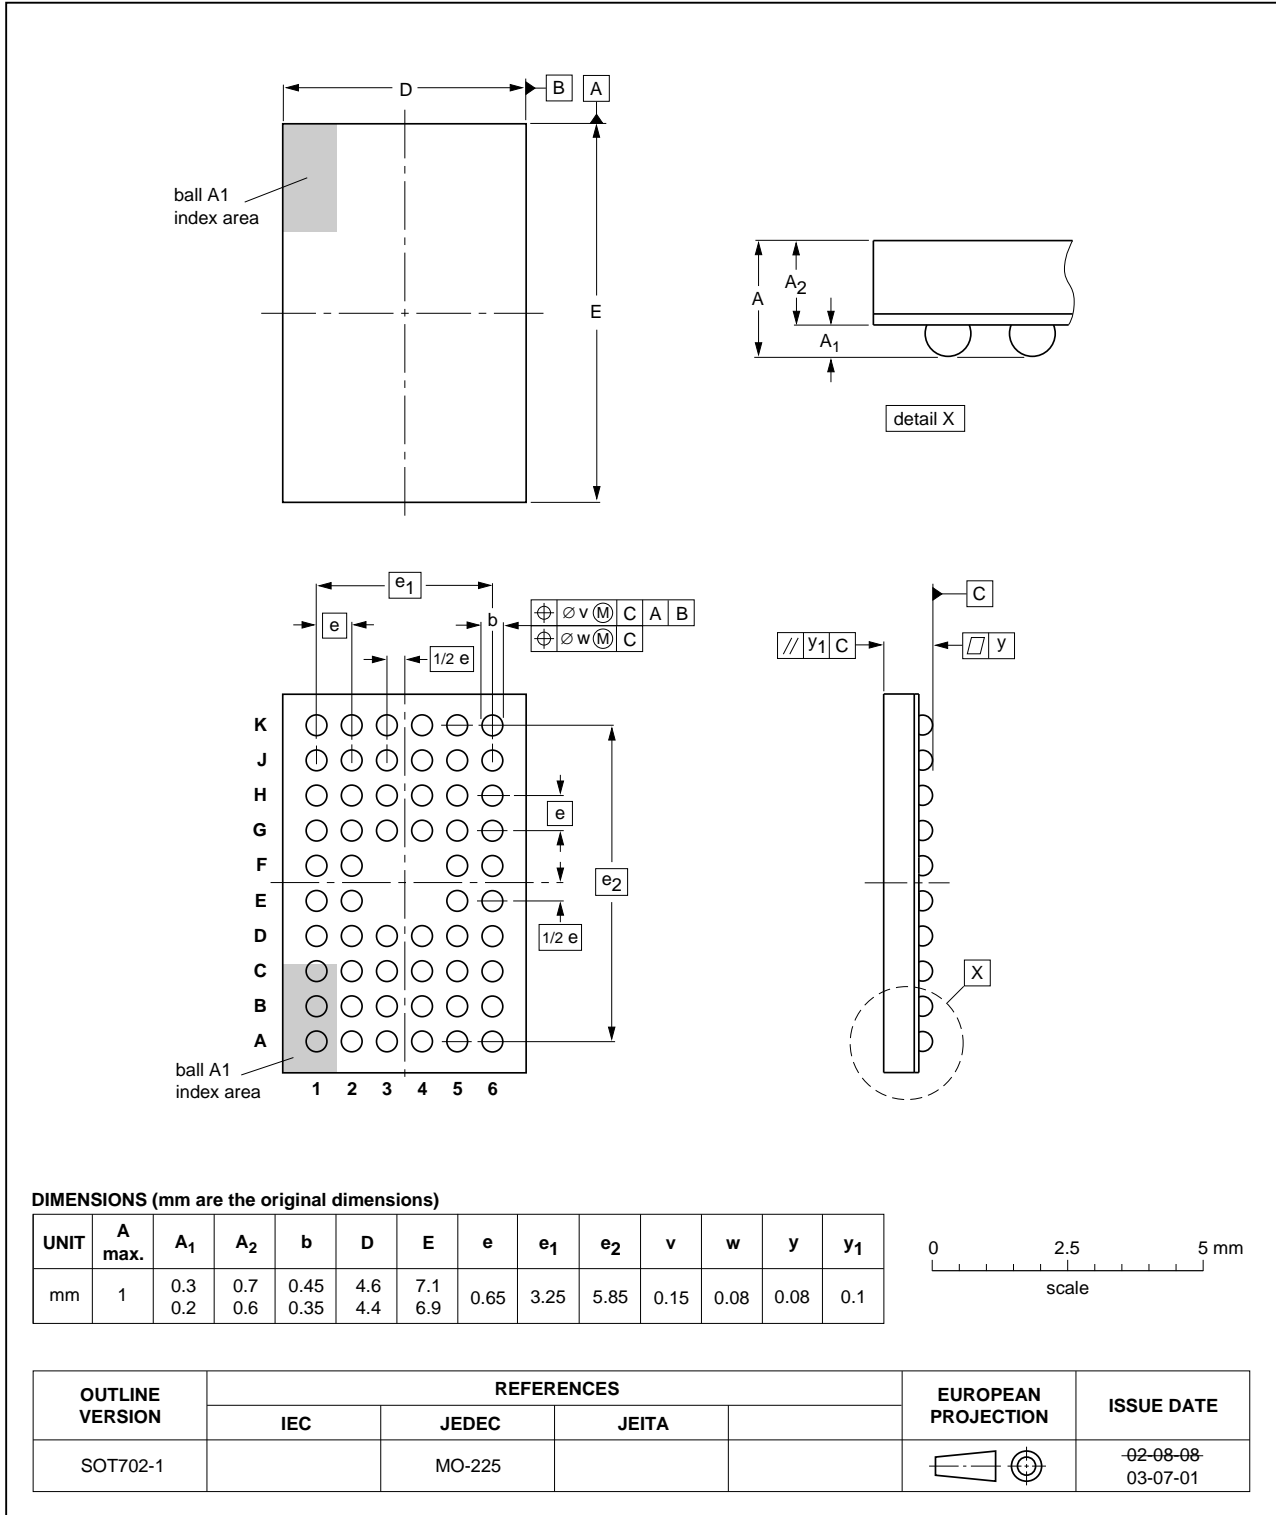 D
B
A
ball A1
index area
E
A
A2
A1
detail X
e1
e
b
⌀ v Ⓜ C A B
⌀ w Ⓜ C
1/2 e
C
// y1 C
y
K
J
H
G
F
E
D
C
B
A
e
e2
1/2 e
X
ball A1
index area
1 2 3 4 5 6
DIMENSIONS (mm are the original dimensions)
UNIT A max. A1 A2 b D E e e1 e2 v w y y1
mm 1 0.3 0.2 0.7 0.6 0.45 0.35 4.6 4.4 7.1 6.9 0.65 3.25 5.85 0.15 0.08 0.08 0.1
0 2.5 5 mm
scale
OUTLINE VERSION REFERENCES EUROPEAN PROJECTION ISSUE DATE
IEC JEDEC JEITA
SOT702-1 MO-225 02-08-08
03-07-01